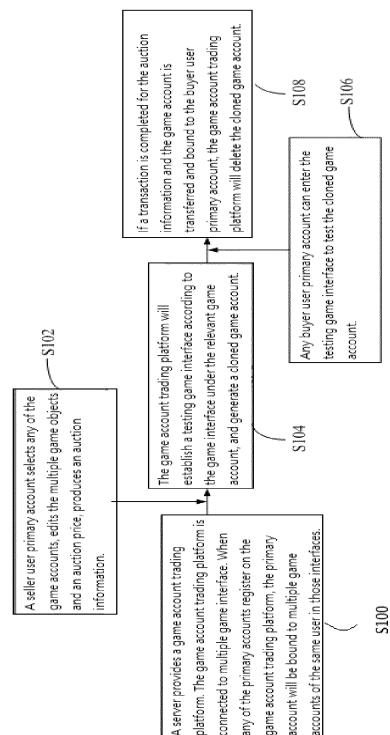 A server provides a game account trading
platform. The game account trading platform is
connected to multiple game interface. When
any of the primary accounts register on the
game account trading platform, the primary
account will be bound to multiple game
accounts of the same user in those interfaces.
S100
A seller user primary account selects any of the
game accounts, edits the multiple game objects
and an auction price, produces an auction
information.
S102
The game account trading platform will
establish a testing game interface according to
the game interface under the relevant game
account, and generate a cloned game account.
S104
Any buyer user primary account can enter the
testing game interface to test the cloned game
account.
S106
If a transaction is completed for the auction
information and the game account is
transferred and bound to the buyer user
primary account, the game account trading
platform will delete the cloned game account.
S108